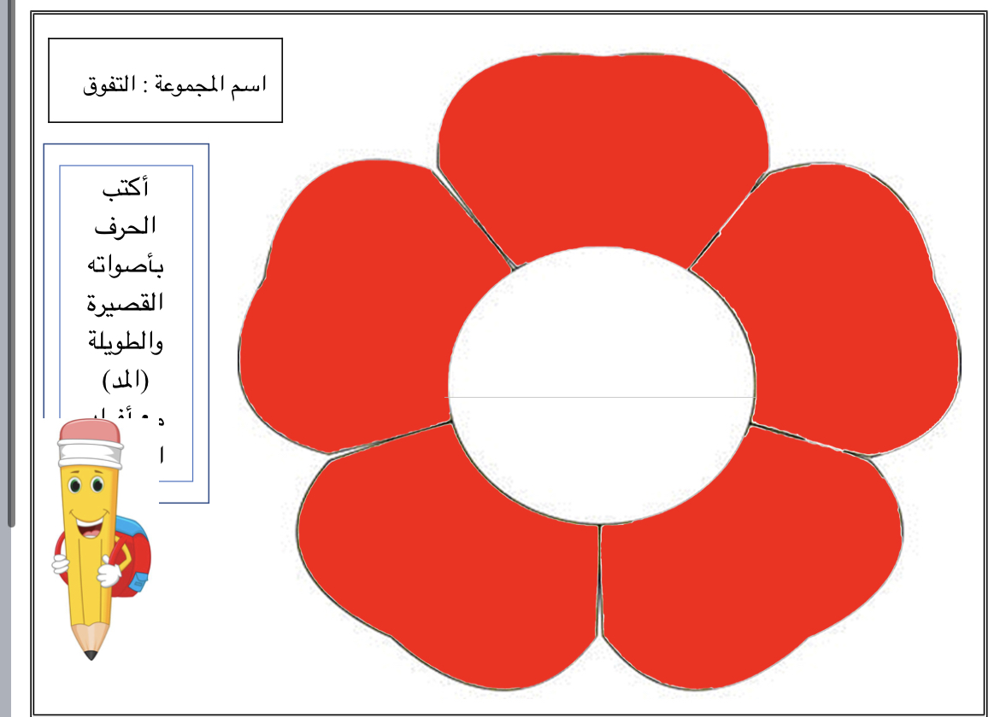 اسم المجموعة : التفوق
أكتب
الحرف
بأصواته
القصيرة
والطويلة
(المد)